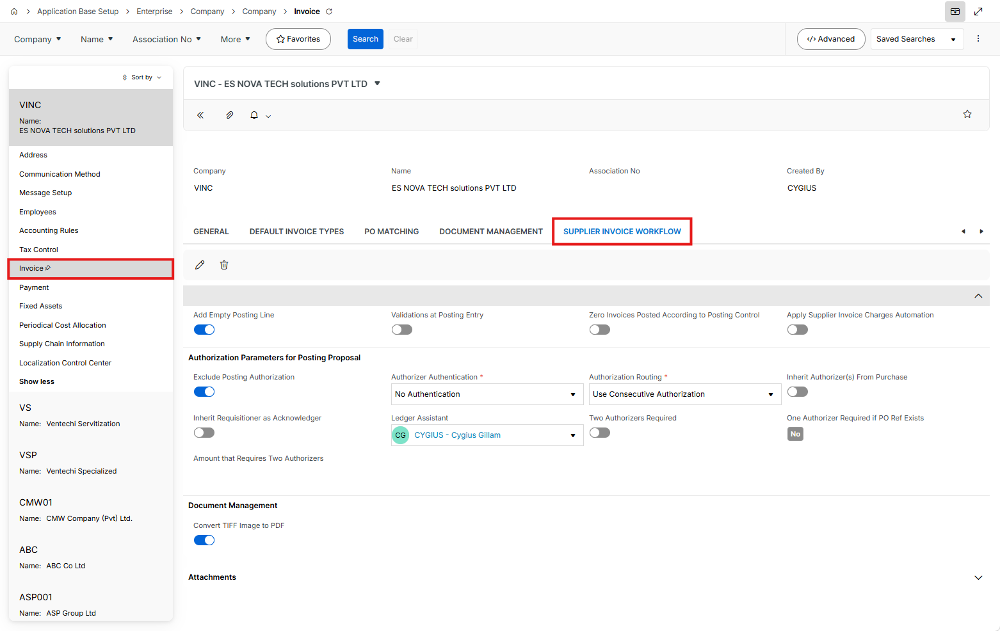 Application Base Setup > Enterprise > Company > Company > Invoice
Company Name Association No More Favorites Search Clear </> Advanced Saved Searches
Sort by
VINC
Name:
ES NOVA TECH solutions PVT LTD
Address
Communication Method
Message Setup
Employees
Accounting Rules
Tax Control
Invoice
Payment
Fixed Assets
Periodical Cost Allocation
Supply Chain Information
Localization Control Center
Show less
VS
Name: Ventechi Servitization
VSP
Name: Ventechi Specialized
CMW01
Name: CMW Company (Pvt) Ltd.
ABC
Name: ABC Co Ltd
ASP001
Name: ASP Group Ltd
VINC - ES NOVA TECH solutions PVT LTD
Company Name Association No Created By
VINC ES NOVA TECH solutions PVT LTD CYGIUS
GENERAL DEFAULT INVOICE TYPES PO MATCHING DOCUMENT MANAGEMENT SUPPLIER INVOICE WORKFLOW
Add Empty Posting Line Validations at Posting Entry Zero Invoices Posted According to Posting Control Apply Supplier Invoice Charges Automation
Authorization Parameters for Posting Proposal
Exclude Posting Authorization Authorizer Authentication * Authorization Routing * Inherit Authorizer(s) From Purchase
No Authentication Use Consecutive Authorization
Inherit Requisitioner as Acknowledger Ledger Assistant Two Authorizers Required One Authorizer Required if PO Ref Exists
CG CYGIUS - Cygius Gillam No
Amount that Requires Two Authorizers
Document Management
Convert TIFF Image to PDF
Attachments